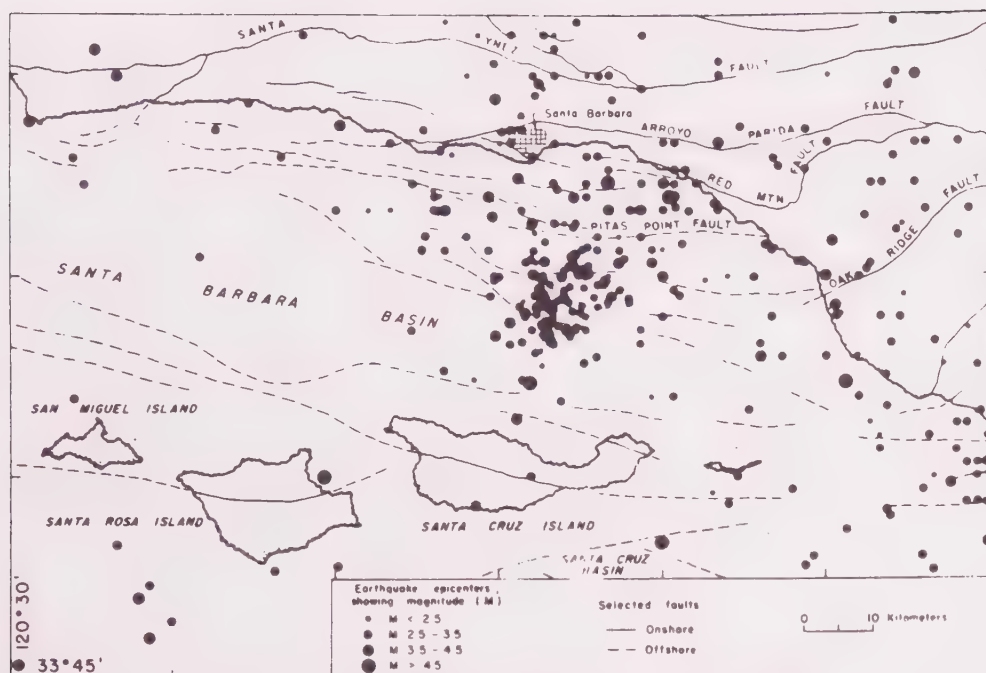 SANTA
YNEZ
FAULT
Santa Barbara
ARROYO
PARIDA
FAULT
RED
MTN
FAULT
PITAS POINT FAULT
OAK
RIDGE
FAULT
SANTA
BARBARA
BASIN
SAN MIGUEL ISLAND
SANTA ROSA ISLAND
SANTA CRUZ ISLAND
SANTA CRUZ
BASIN
Earthquake epicenters,
showing magnitude (M)
M < 2.5
M 2.5 - 3.5
M 3.5 - 4.5
M > 4.5
Selected faults
Onshore
Offshore
0 10 Kilometers
120°30'
33°45'